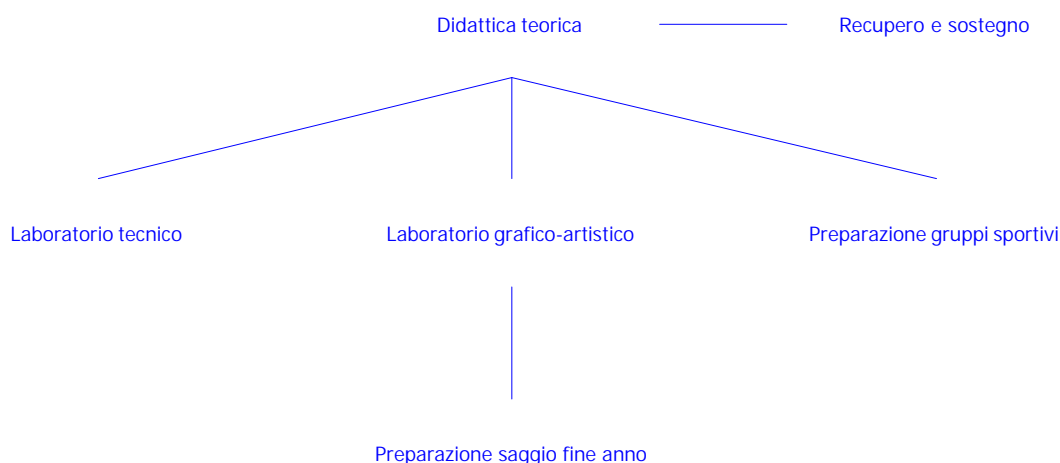 Didattica teorica
Recupero e sostegno
Laboratorio tecnico
Laboratorio grafico-artistico
Preparazione gruppi sportivi
Preparazione saggio fine anno